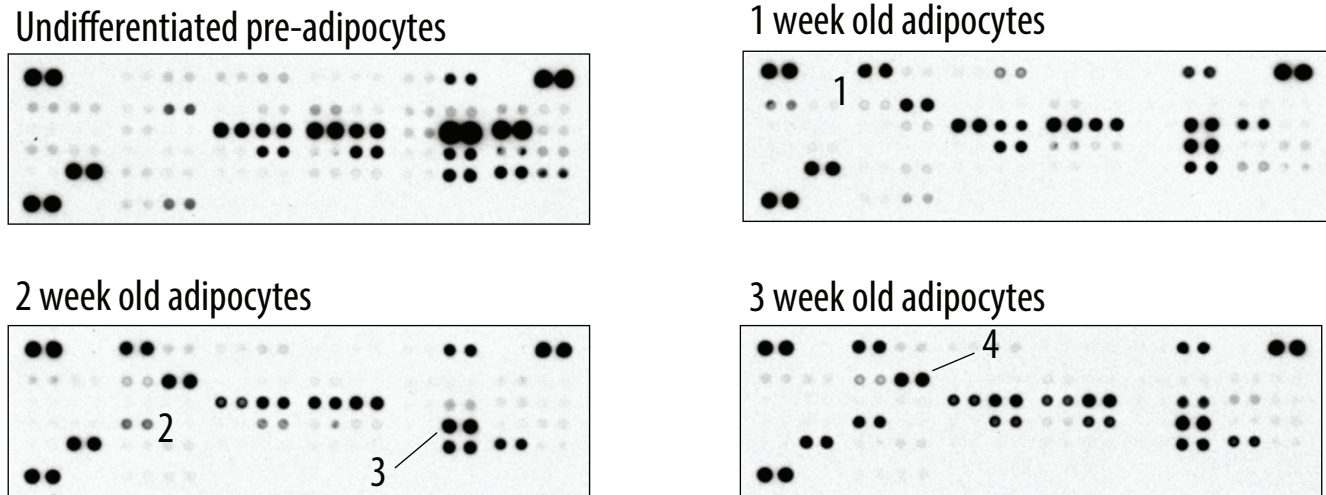 Undifferentiated pre-adipocytes
1 week old adipocytes
1
2 week old adipocytes
3 week old adipocytes
4
2
3